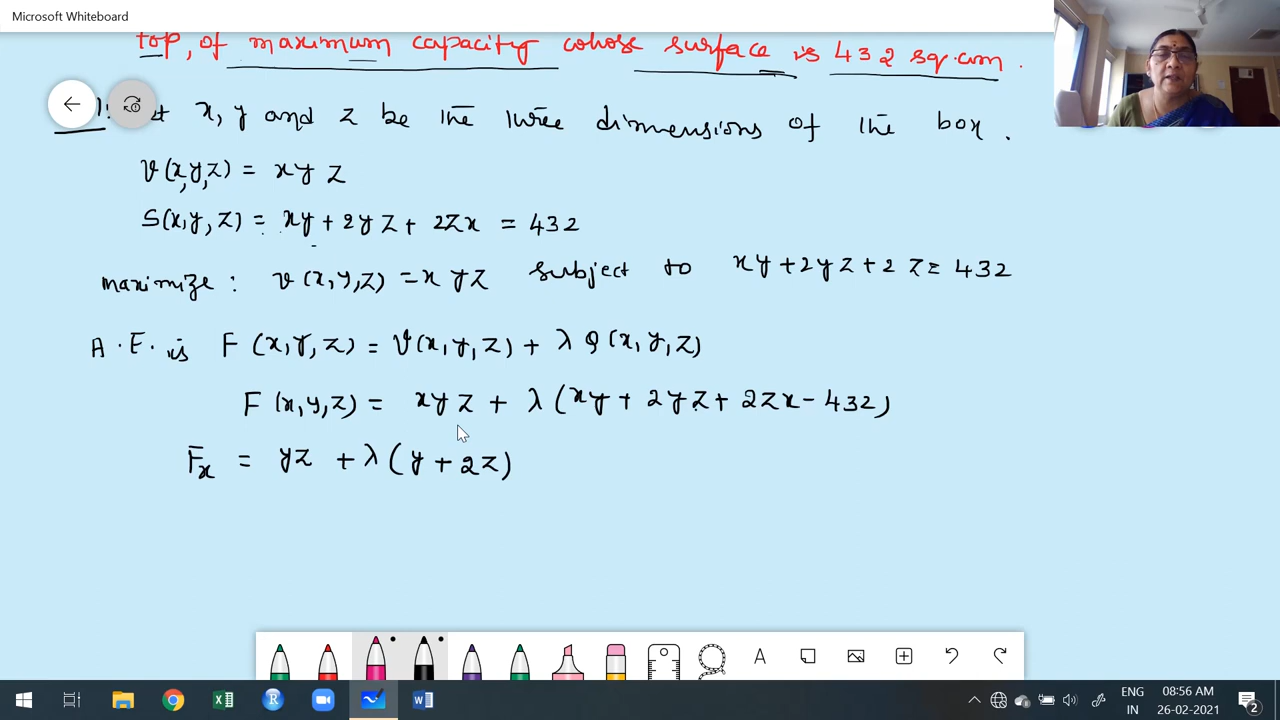 Microsoft Whiteboard
top, of maximum capacity whose surface is 432 sq.cm.
x, y and z be the three dimensions of the box.
V(x,y,z) = xyz
S(x,y,z) = xy + 2yz + 2zx = 432
maximize: V(x,y,z) = xyz subject to xy + 2yz + 2z = 432
A.E. is F(x,y,z) = V(x,y,z) + λ Q(x,y,z)
F(x,y,z) = xyz + λ(xy + 2yz + 2zx - 432)
Fx = yz + λ(y + 2z)
A
ENG
IN
08:56 AM
26-02-2021
2